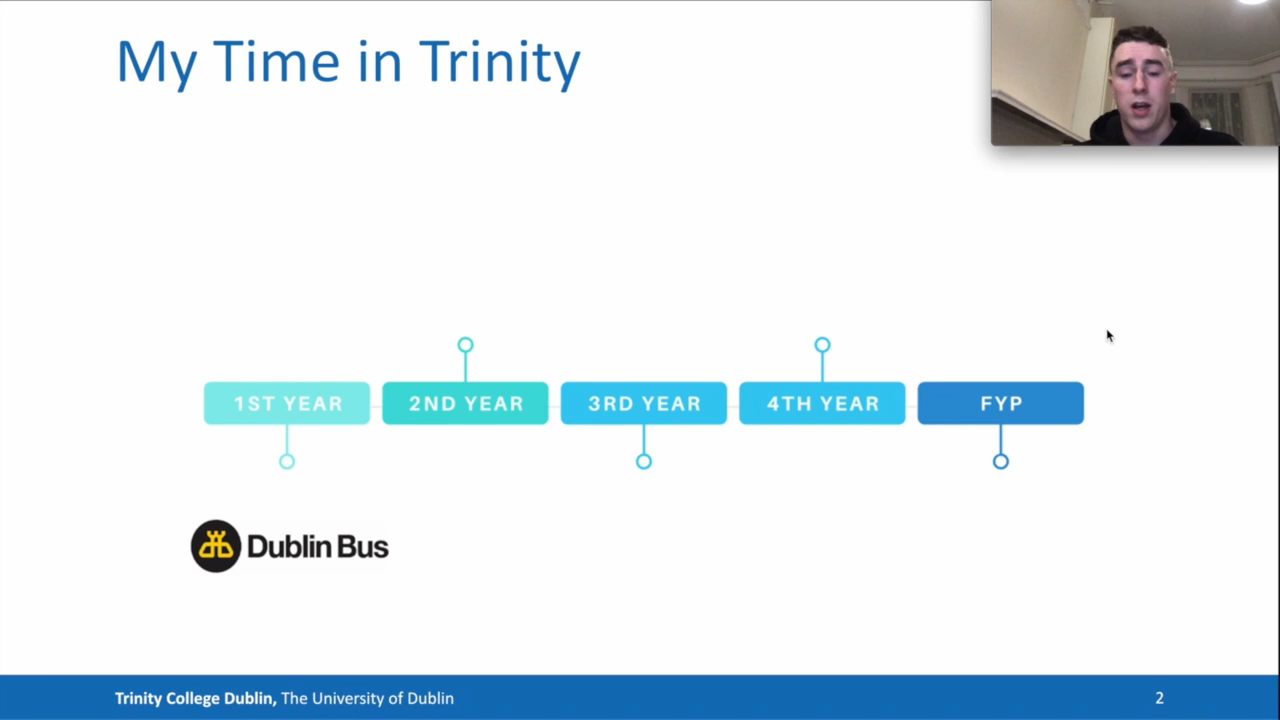 My Time in Trinity
1ST YEAR
2ND YEAR
3RD YEAR
4TH YEAR
FYP
Dublin Bus
Trinity College Dublin, The University of Dublin
2